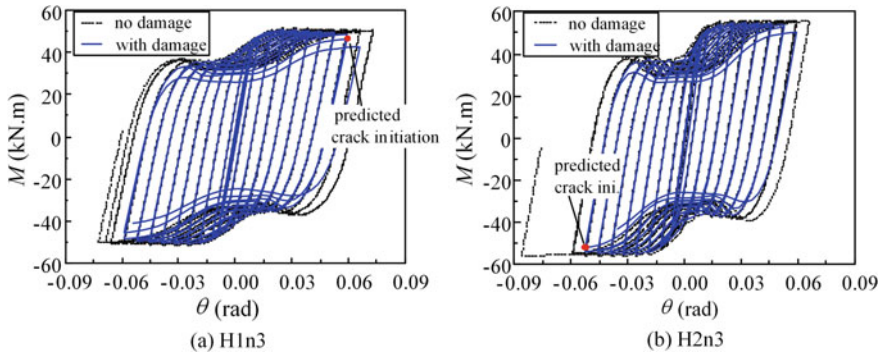 no damage
with damage
60
40
20
0
-20
-40
-60
M (kN.m)
predicted
crack initiation
-0.09 -0.06 -0.03 0.00 0.03 0.06 0.09
θ (rad)
(a) H1n3
no damage
with damage
60
40
20
0
-20
-40
-60
M (kN.m)
predicted
crack ini.
-0.09 -0.06 -0.03 0.00 0.03 0.06 0.09
θ (rad)
(b) H2n3